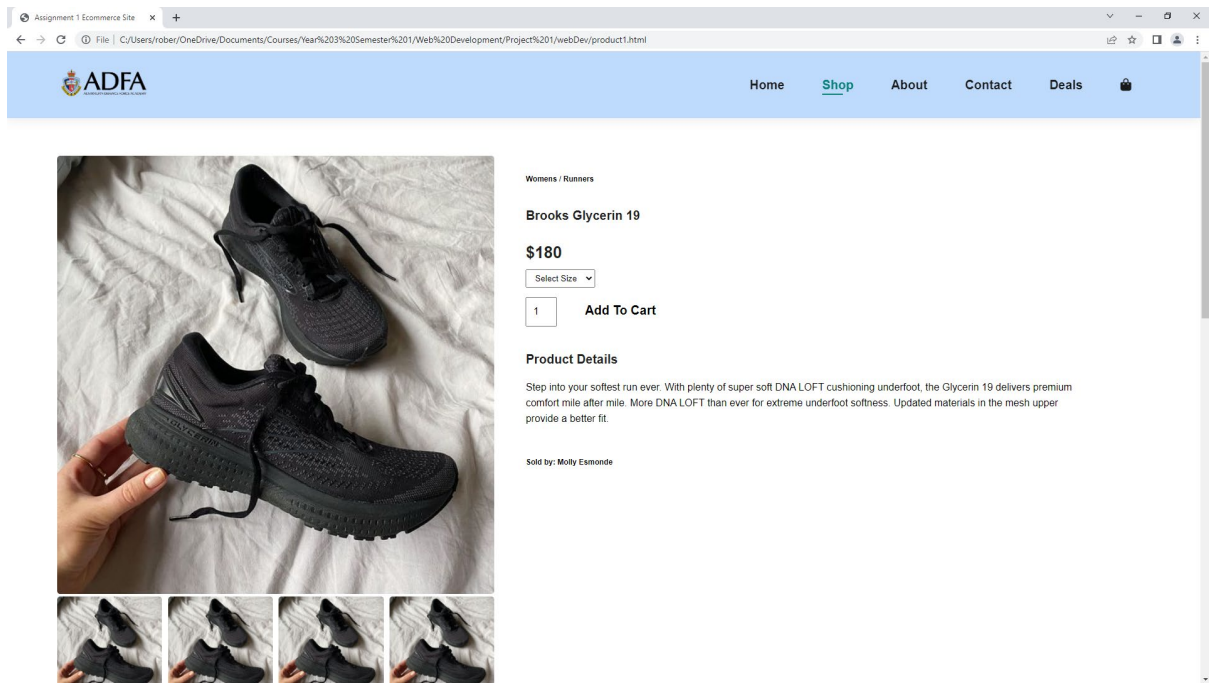 Assignment 1 Ecommerce Site
File | C:/Users/rober/OneDrive/Documents/Courses/Year%203%20Semester%201/Web%20Development/Project%201/webDev/product1.html
ADFA
Home Shop About Contact Deals
Womens / Runners
Brooks Glycerin 19
$180
Select Size
1 Add To Cart
Product Details
Step into your softest run ever. With plenty of super soft DNA LOFT cushioning underfoot, the Glycerin 19 delivers premium
comfort mile after mile. More DNA LOFT than ever for extreme underfoot softness. Updated materials in the mesh upper
provide a better fit.
Sold by: Molly Esmonde
GLYCERIN